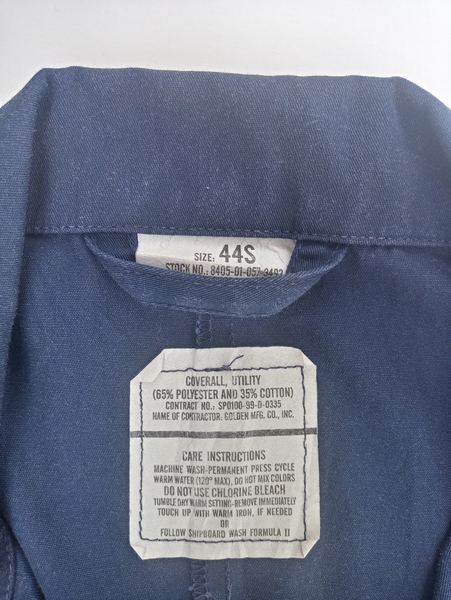 SIZE: 44S
STOCK NO.: 8405-01-057-3493
COVERALL, UTILITY
(65% POLYESTER AND 35% COTTON)
CONTRACT NO.: SPO100-99-D-0335
NAME OF CONTRACTOR: GOLDEN MFG. CO., INC.
CARE INSTRUCTIONS
MACHINE WASH-PERMANENT PRESS CYCLE
WARM WATER (120° MAX), DO NOT MIX COLORS
DO NOT USE CHLORINE BLEACH
TUMBLE DRY WARM SETTING-REMOVE IMMEDIATELY
TOUCH UP WITH WARM IRON, IF NEEDED
OR
FOLLOW SHIPBOARD WASH FORMULA II